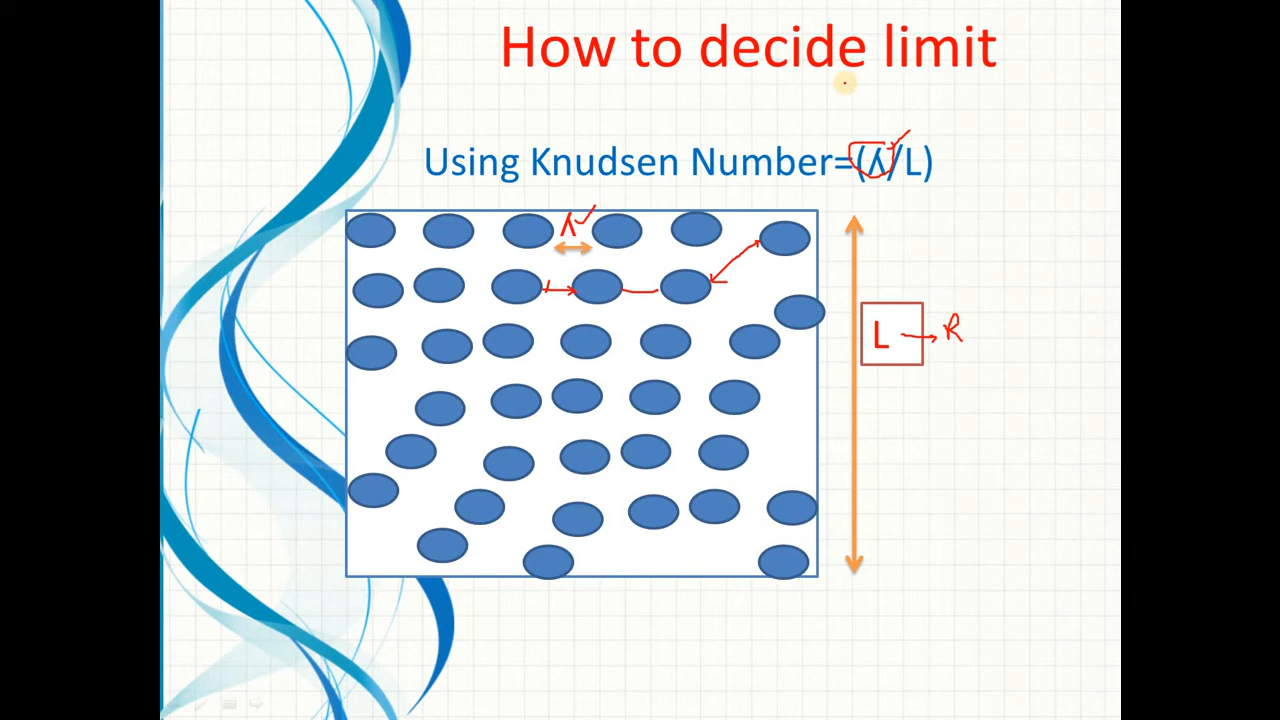 How to decide limit
Using Knudsen Number=(λ/L)
λ
L → R